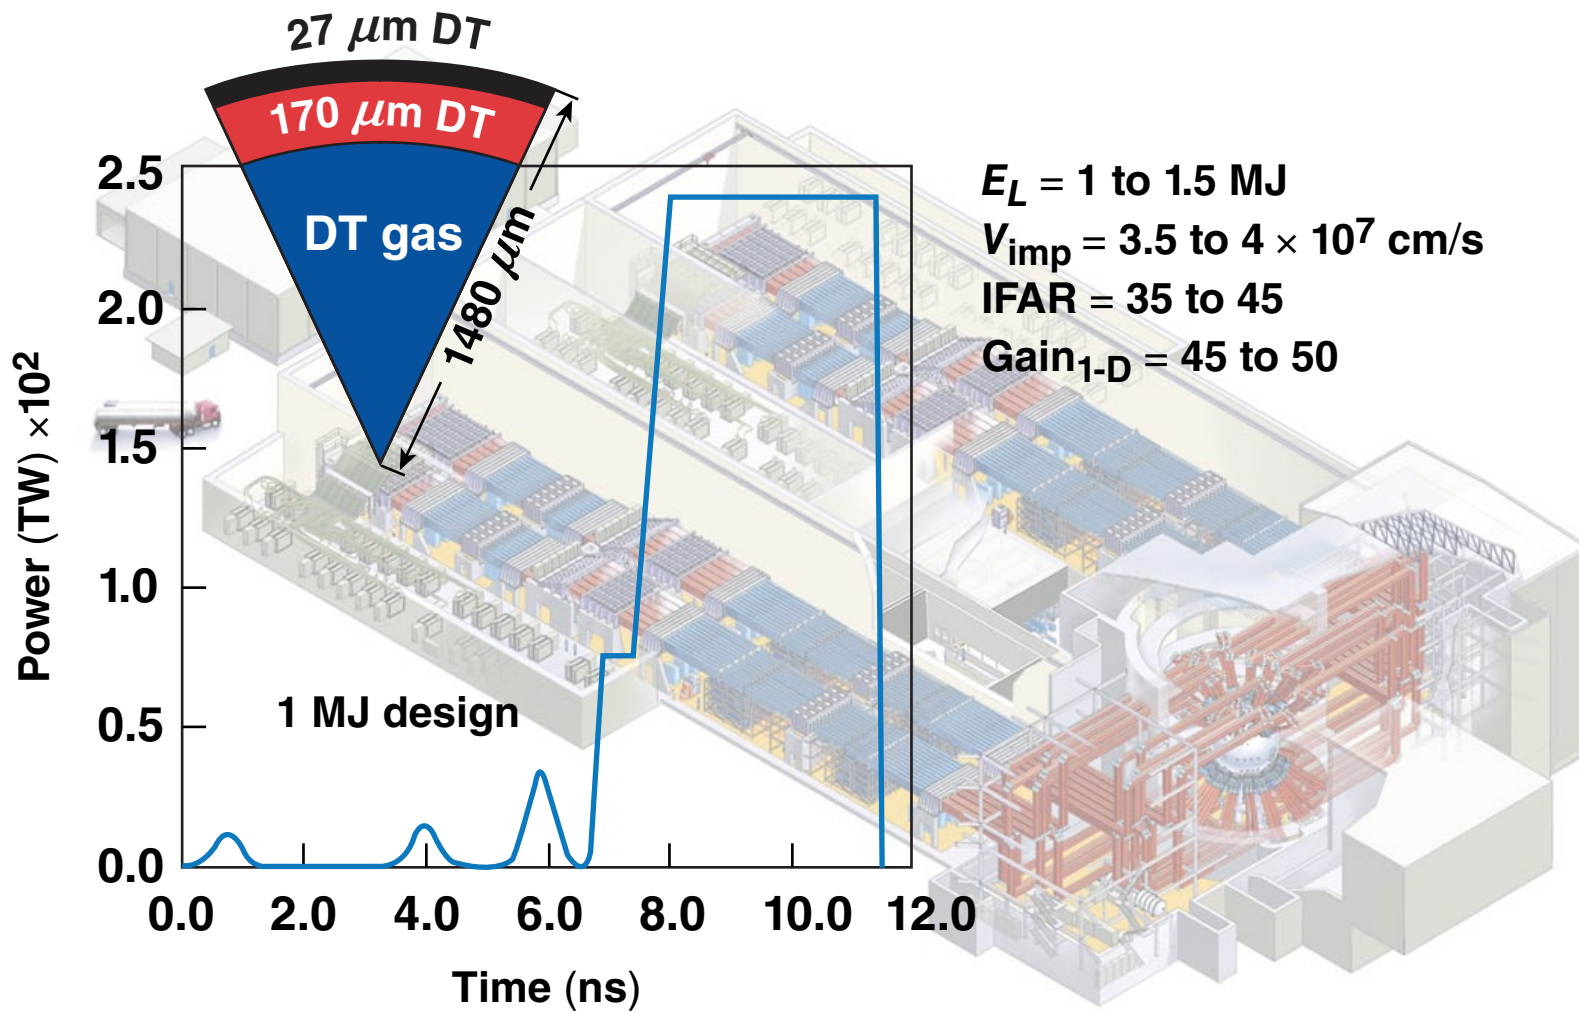 27 μm DT
170 μm DT
DT gas
1480 μm
E_L = 1 to 1.5 MJ
V_imp = 3.5 to 4 × 10⁷ cm/s
IFAR = 35 to 45
Gain_1-D = 45 to 50
Power (TW) ×10²
2.5
2.0
1.5
1.0
0.5
0.0
1 MJ design
0.0 2.0 4.0 6.0 8.0 10.0 12.0
Time (ns)